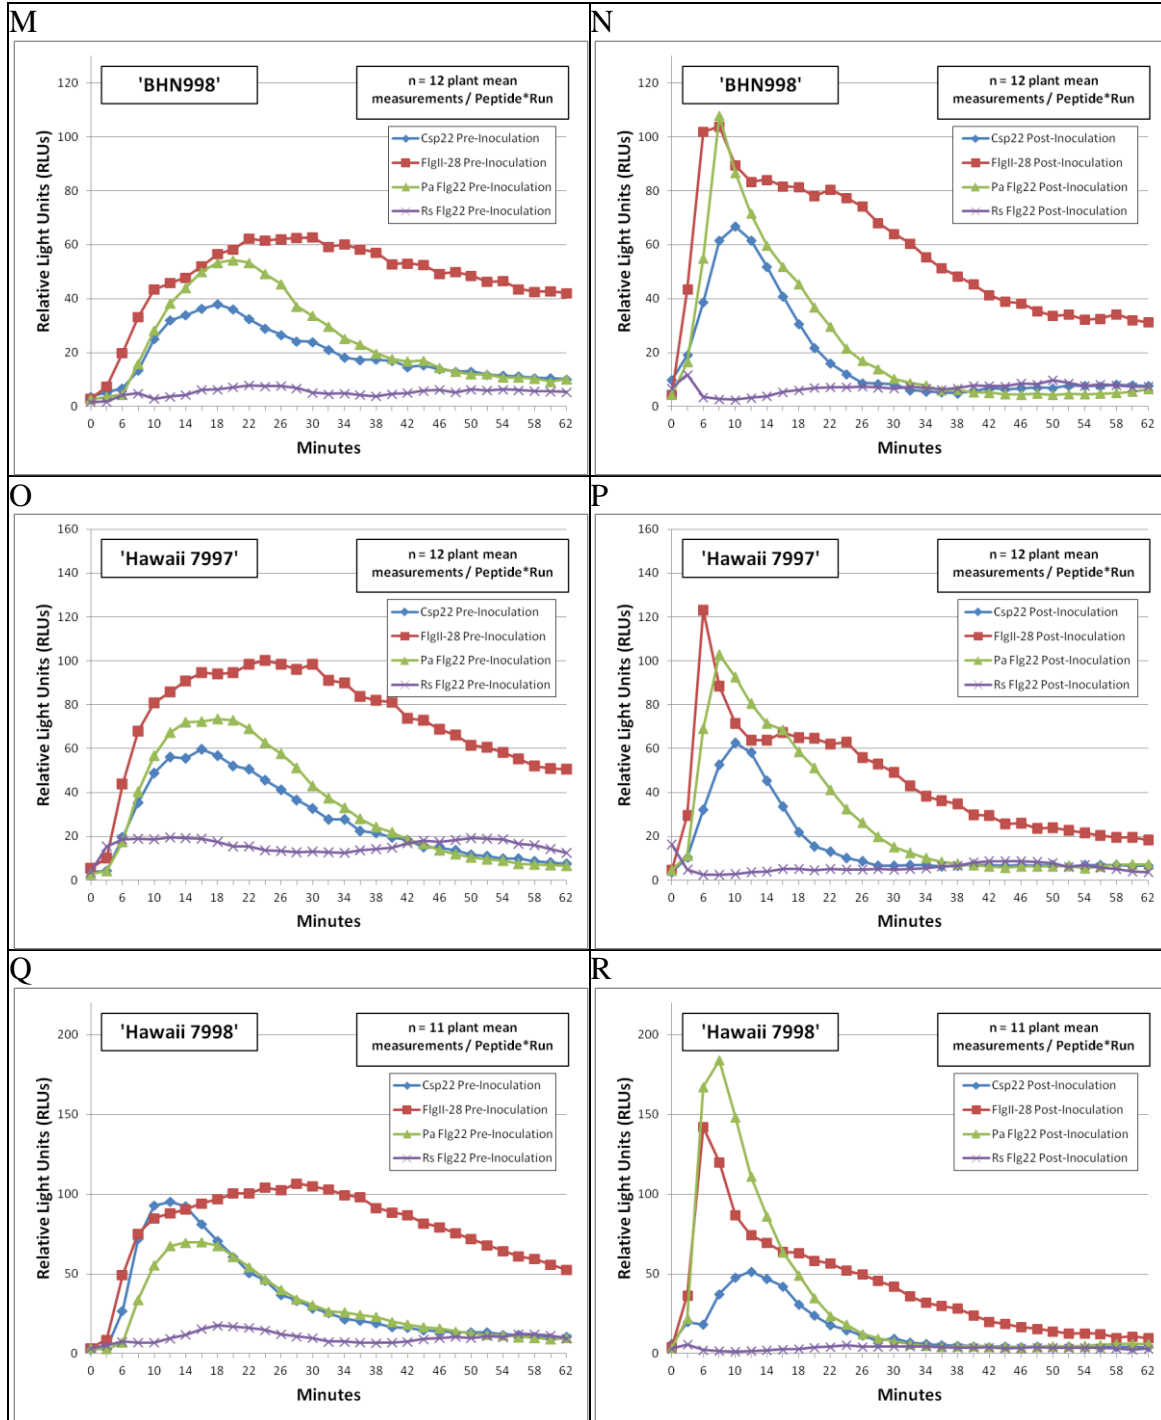 M
'BHN998'
n = 12 plant mean
measurements / Peptide*Run
Csp22 Pre-Inoculation
FlgII-28 Pre-Inoculation
Pa Flg22 Pre-Inoculation
Rs Flg22 Pre-Inoculation
Relative Light Units (RLUs)
120
100
80
60
40
20
0
0 6 10 14 18 22 26 30 34 38 42 46 50 54 58 62
Minutes
N
'BHN998'
n = 12 plant mean
measurements / Peptide*Run
Csp22 Post-Inoculation
FlgII-28 Post-Inoculation
Pa Flg22 Post-Inoculation
Rs Flg22 Post-Inoculation
Relative Light Units (RLUs)
120
100
80
60
40
20
0
0 6 10 14 18 22 26 30 34 38 42 46 50 54 58 62
Minutes
O
'Hawaii 7997'
n = 12 plant mean
measurements / Peptide*Run
Csp22 Pre-Inoculation
FlgII-28 Pre-Inoculation
Pa Flg22 Pre-Inoculation
Rs Flg22 Pre-Inoculation
Relative Light Units (RLUs)
160
140
120
100
80
60
40
20
0
0 6 10 14 18 22 26 30 34 38 42 46 50 54 58 62
Minutes
P
'Hawaii 7997'
n = 12 plant mean
measurements / Peptide*Run
Csp22 Post-Inoculation
FlgII-28 Post-Inoculation
Pa Flg22 Post-Inoculation
Rs Flg22 Post-Inoculation
Relative Light Units (RLUs)
160
140
120
100
80
60
40
20
0
0 6 10 14 18 22 26 30 34 38 42 46 50 54 58 62
Minutes
Q
'Hawaii 7998'
n = 11 plant mean
measurements / Peptide*Run
Csp22 Pre-Inoculation
FlgII-28 Pre-Inoculation
Pa Flg22 Pre-Inoculation
Rs Flg22 Pre-Inoculation
Relative Light Units (RLUs)
200
150
100
50
0
0 6 10 14 18 22 26 30 34 38 42 46 50 54 58 62
Minutes
R
'Hawaii 7998'
n = 11 plant mean
measurements / Peptide*Run
Csp22 Post-Inoculation
FlgII-28 Post-Inoculation
Pa Flg22 Post-Inoculation
Rs Flg22 Post-Inoculation
Relative Light Units (RLUs)
200
150
100
50
0
0 6 10 14 18 22 26 30 34 38 42 46 50 54 58 62
Minutes